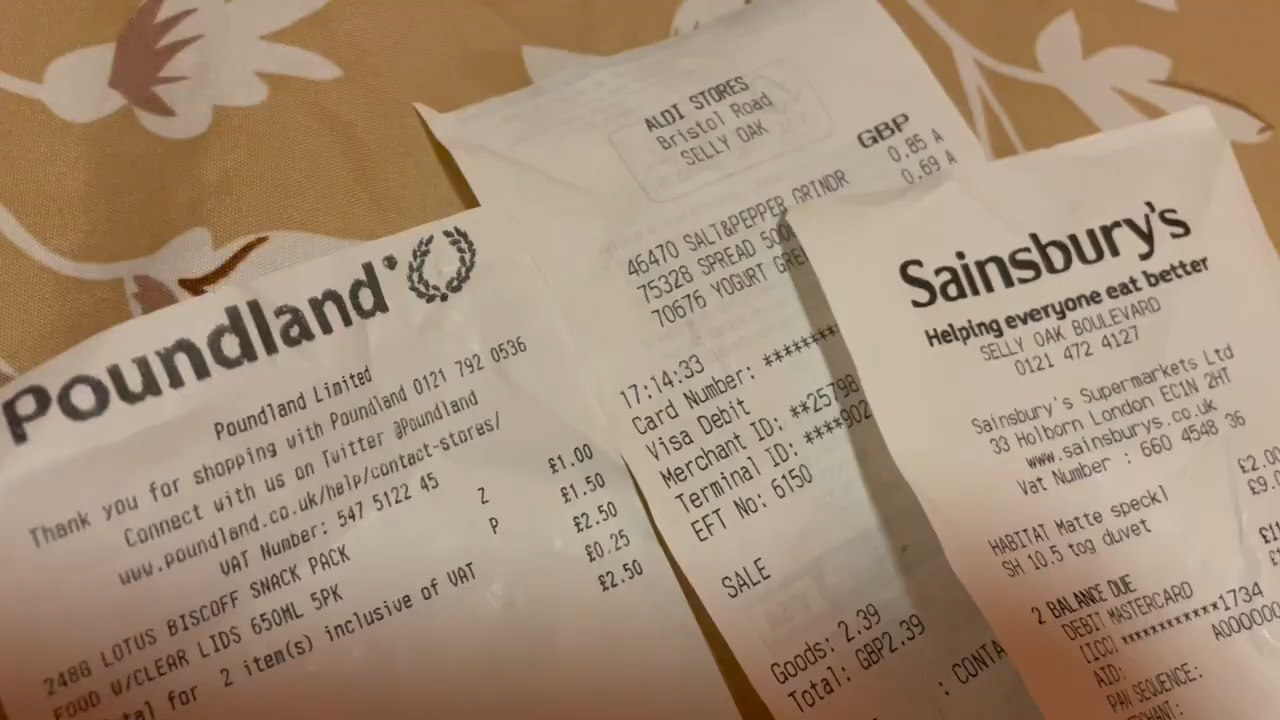 Poundland
Poundland Limited
Thank you for shopping with Poundland 0121 792 0536
Connect with us on Twitter @Poundland
www.poundland.co.uk/help/contact-stores/
VAT Number: 547 5122 45
248G LOTUS BISCOFF SNACK PACK Z £1.00
FOOD W/CLEAR LIDS 650ML 5PK P £1.50
for 2 item(s) inclusive of VAT £2.50
£0.25
£2.50
ALDI STORES
Bristol Road
SELLY OAK
GBP
46470 SALT&PEPPER GRINDR 0.85 A
75328 SPREAD 0.69 A
70676 YOGURT
17:14:33
Card Number: ********
Visa Debit
Merchant ID: **25798
Terminal ID: ****902
EFT No: 6150
SALE
Goods: 2.39
Total: GBP2.39
Sainsbury's
Helping everyone eat better
SELLY OAK BOULEVARD
0121 472 4127
Sainsbury's Supermarkets Ltd
33 Holborn London EC1N 2HT
www.sainsburys.co.uk
Vat Number : 660 4548 36
HABITAT Matte speckl £2.00
SH 10.5 tog duvet
2 BALANCE DUE
DEBIT MASTERCARD
[ICC] ************1734
AID:
PAN SEQUENCE: